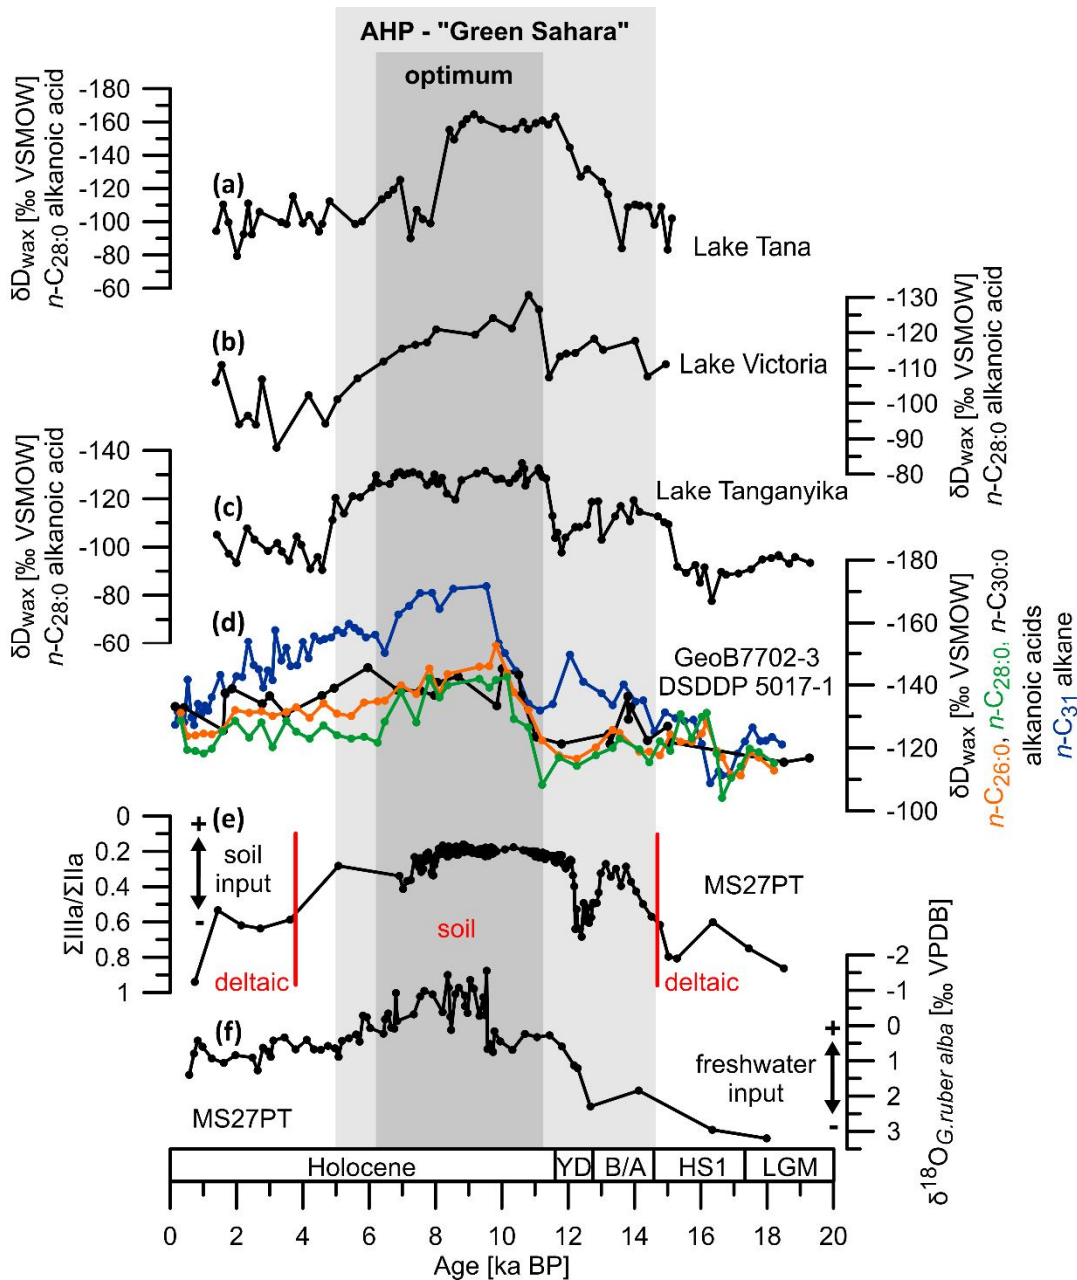 AHP - "Green Sahara"
optimum
δDwax [‰ VSMOW]
n-C28:0 alkanoic acid
-180
-160
-140
-120
-100
-80
-60
(a)
Lake Tana
(b)
Lake Victoria
-130
-120
-110
-100
-90
-80
δDwax [‰ VSMOW]
n-C28:0 alkanoic acid
δDwax [‰ VSMOW]
n-C28:0 alkanoic acid
-140
-120
-100
-80
-60
(c)
Lake Tanganyika
(d)
GeoB7702-3
DSDDP 5017-1
-180
-160
-140
-120
-100
δDwax [‰ VSMOW]
n-C26:0, n-C28:0, n-C30:0
alkanoic acids
n-C31 alkane
ΣIIIa/ΣIIa
0
0.2
0.4
0.6
0.8
1
(e)
+
soil
input
-
deltaic
soil
deltaic
MS27PT
(f)
MS27PT
freshwater
input
+
-
-2
-1
0
1
2
3
δ18OG.ruber alba [‰ VPDB]
Holocene
YD
B/A
HS1
LGM
0 2 4 6 8 10 12 14 16 18 20
Age [ka BP]